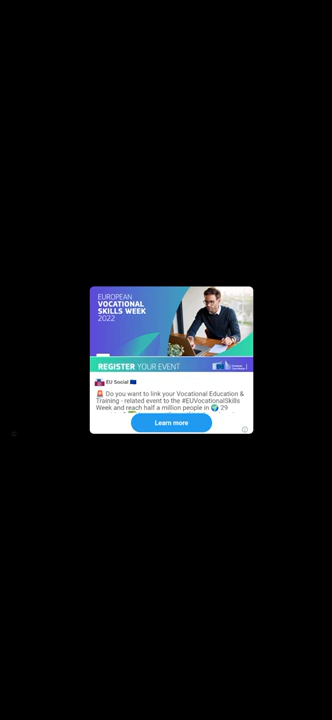 EUROPEAN
VOCATIONAL
SKILLS WEEK
2022
REGISTER YOUR EVENT
EU Social 🇪🇺
🚨 Do you want to link your Vocational Education &
Training - related event to the #EUVocationalSkills
Week and reach half a million people in 🌍 29
Learn more